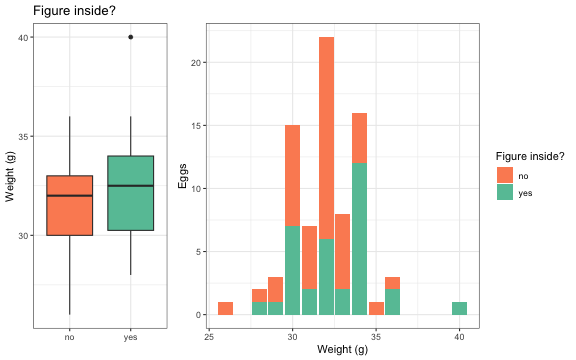 Figure inside?
Weight (g)
40
35
30
no yes
Eggs
20
15
10
5
0
25 30 35 40
Weight (g)
Figure inside?
no
yes